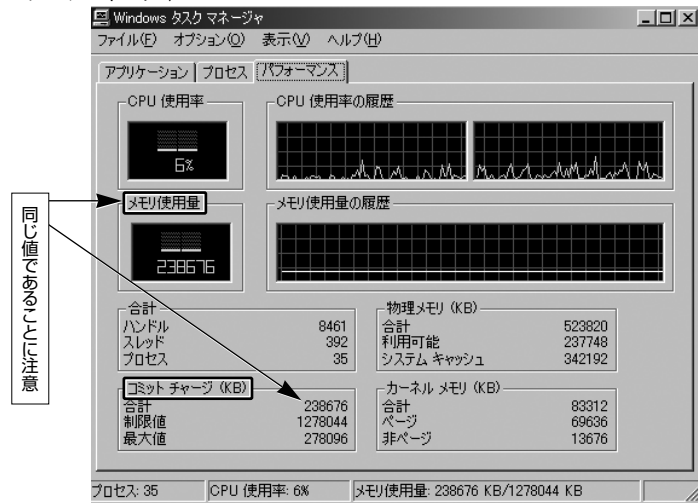 Windows タスク マネージャ
ファイル(F) オプション(O) 表示(V) ヘルプ(H)
アプリケーション プロセス パフォーマンス
CPU 使用率
CPU 使用率の履歴
6%
メモリ使用量
メモリ使用量の履歴
238676
同じ値であることに注意
合計
ハンドル 8461
スレッド 392
プロセス 35
物理メモリ (KB)
合計 523820
利用可能 237748
システム キャッシュ 342192
コミット チャージ (KB)
合計 238676
制限値 1278044
最大値 278096
カーネル メモリ (KB)
合計 83312
ページ 69636
非ページ 13676
プロセス: 35 CPU 使用率: 6% メモリ使用量: 238676 KB/1278044 KB